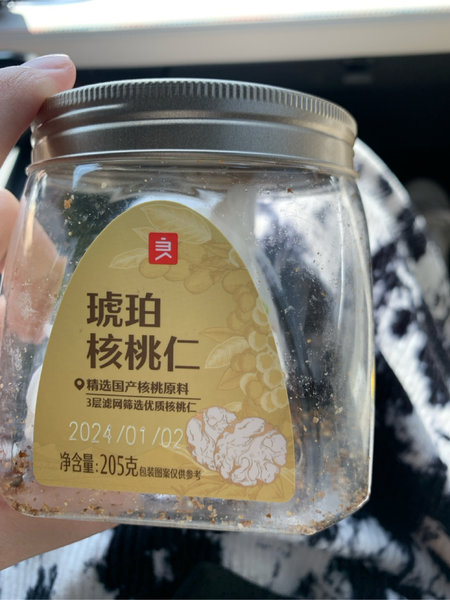 良
琥珀
核桃仁
精选国产核桃原料
3层滤网筛选优质核桃仁
2024/01/02
净含量:205克 包装图案仅供参考